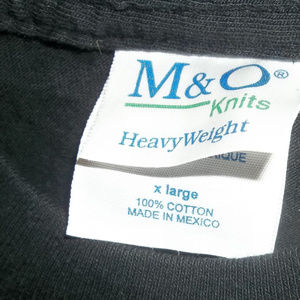 M&O®
Knits
HeavyWeight
x large
100% COTTON
MADE IN MEXICO